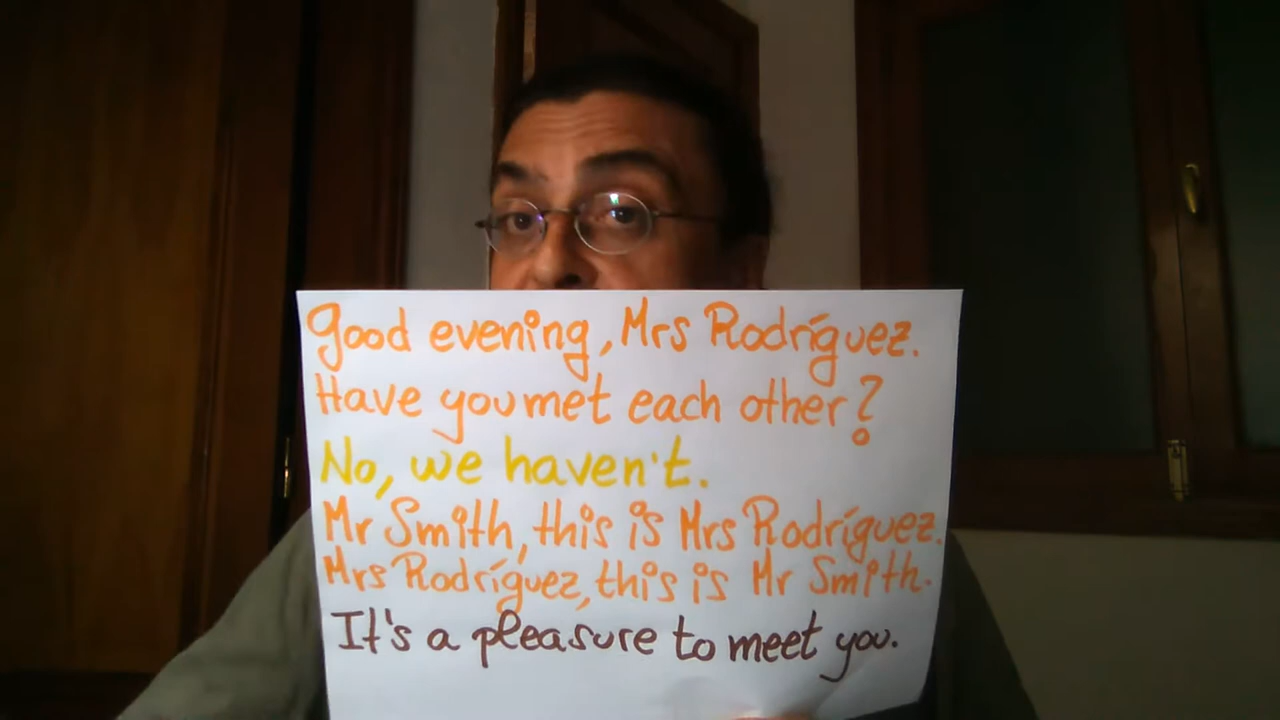 Good evening, Mrs Rodríguez.
Have you met each other?
No, we haven't.
Mr Smith, this is Mrs Rodríguez.
Mrs Rodríguez, this is Mr Smith.
It's a pleasure to meet you.